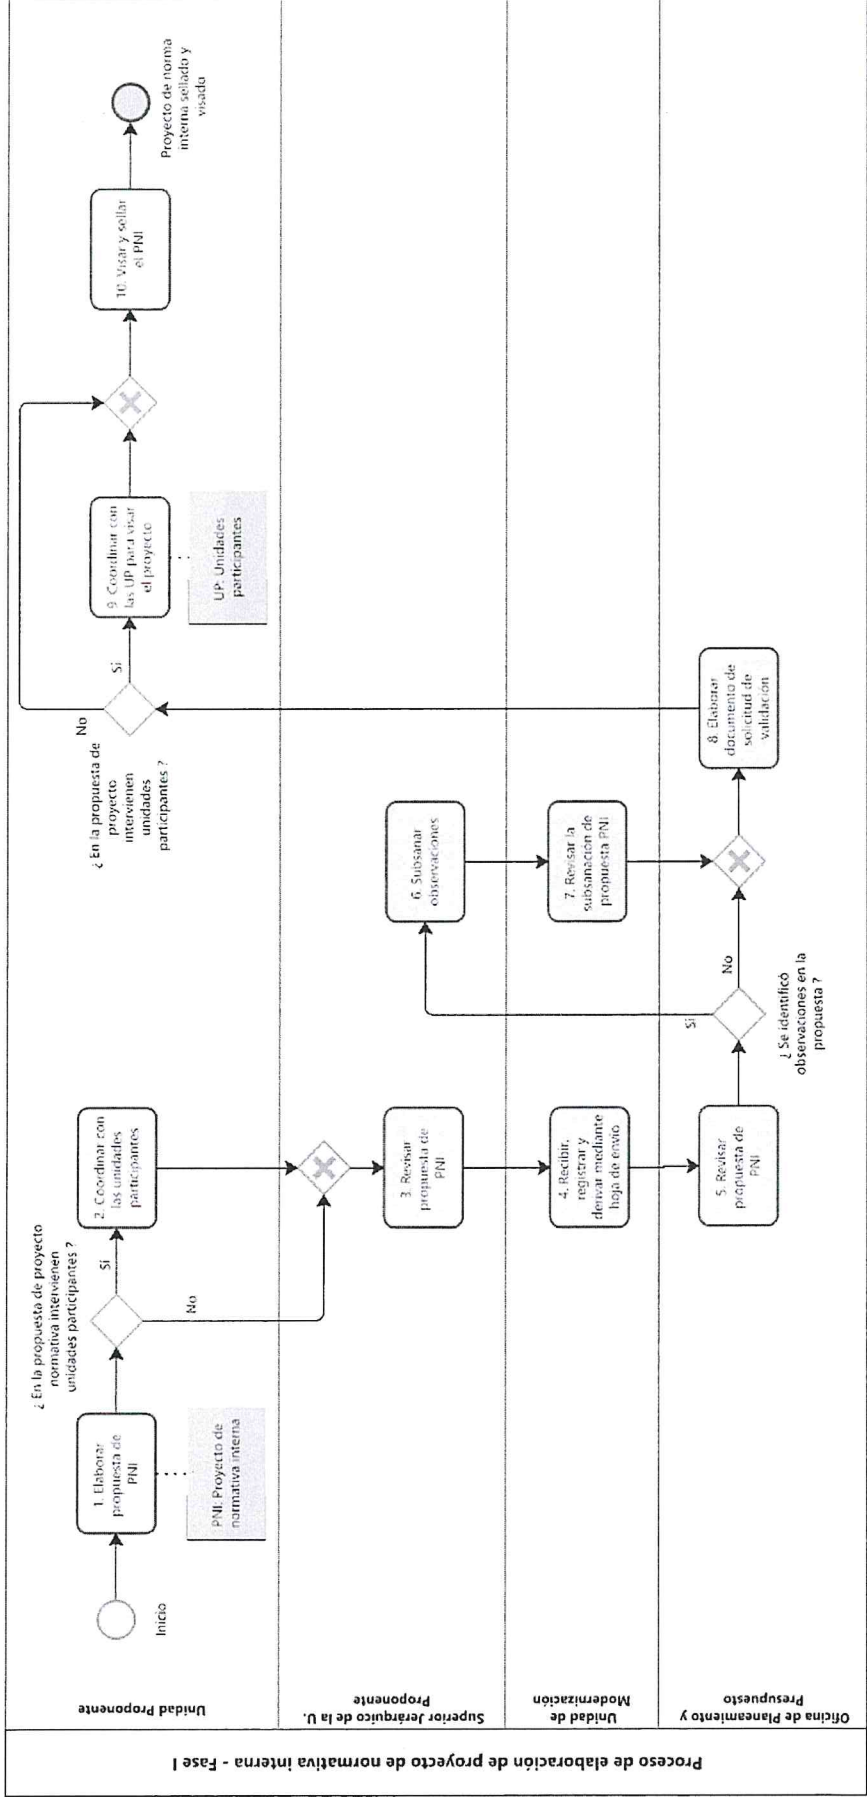 Proceso de elaboración de proyecto de normativa interna - Fase I
Unidad Proponente
Inicio
1. Elaborar
propuesta de
PNI
PNI: Proyecto de
normativa interna
¿ En la propuesta de proyecto
normativa intervienen
unidades participantes ?
Si
No
2. Coordinar con
las unidades
participantes
¿ En la propuesta de
proyecto
intervienen
unidades
participantes ?
No
Si
9. Coordinar con
las UP para visar
el proyecto
UP: Unidades
participantes
10. Visar y sellar
el PNI
Proyecto de norma
interna sellado y
visado
Superior Jerárquico de la U.
Proponente
3. Revisar
propuesta de
PNI
6. Subsanar
observaciones
Unidad de
Modernización
4. Recibir,
registrar y
derivar mediante
hoja de envio
7. Revisar la
subsanación de
propuesta PNI
Oficina de Planeamiento y
Presupuesto
5. Revisar
propuesta de
PNI
Si
No
¿ Se identificó
observaciones en la
propuesta ?
8. Elaborar
documento de
solicitud de
validación